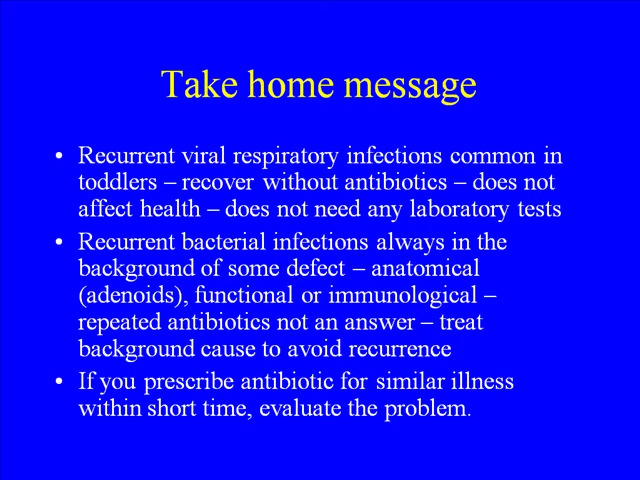 Take home message
• Recurrent viral respiratory infections common in
toddlers – recover without antibiotics – does not
affect health – does not need any laboratory tests
• Recurrent bacterial infections always in the
background of some defect – anatomical
(adenoids), functional or immunological –
repeated antibiotics not an answer – treat
background cause to avoid recurrence
• If you prescribe antibiotic for similar illness
within short time, evaluate the problem.